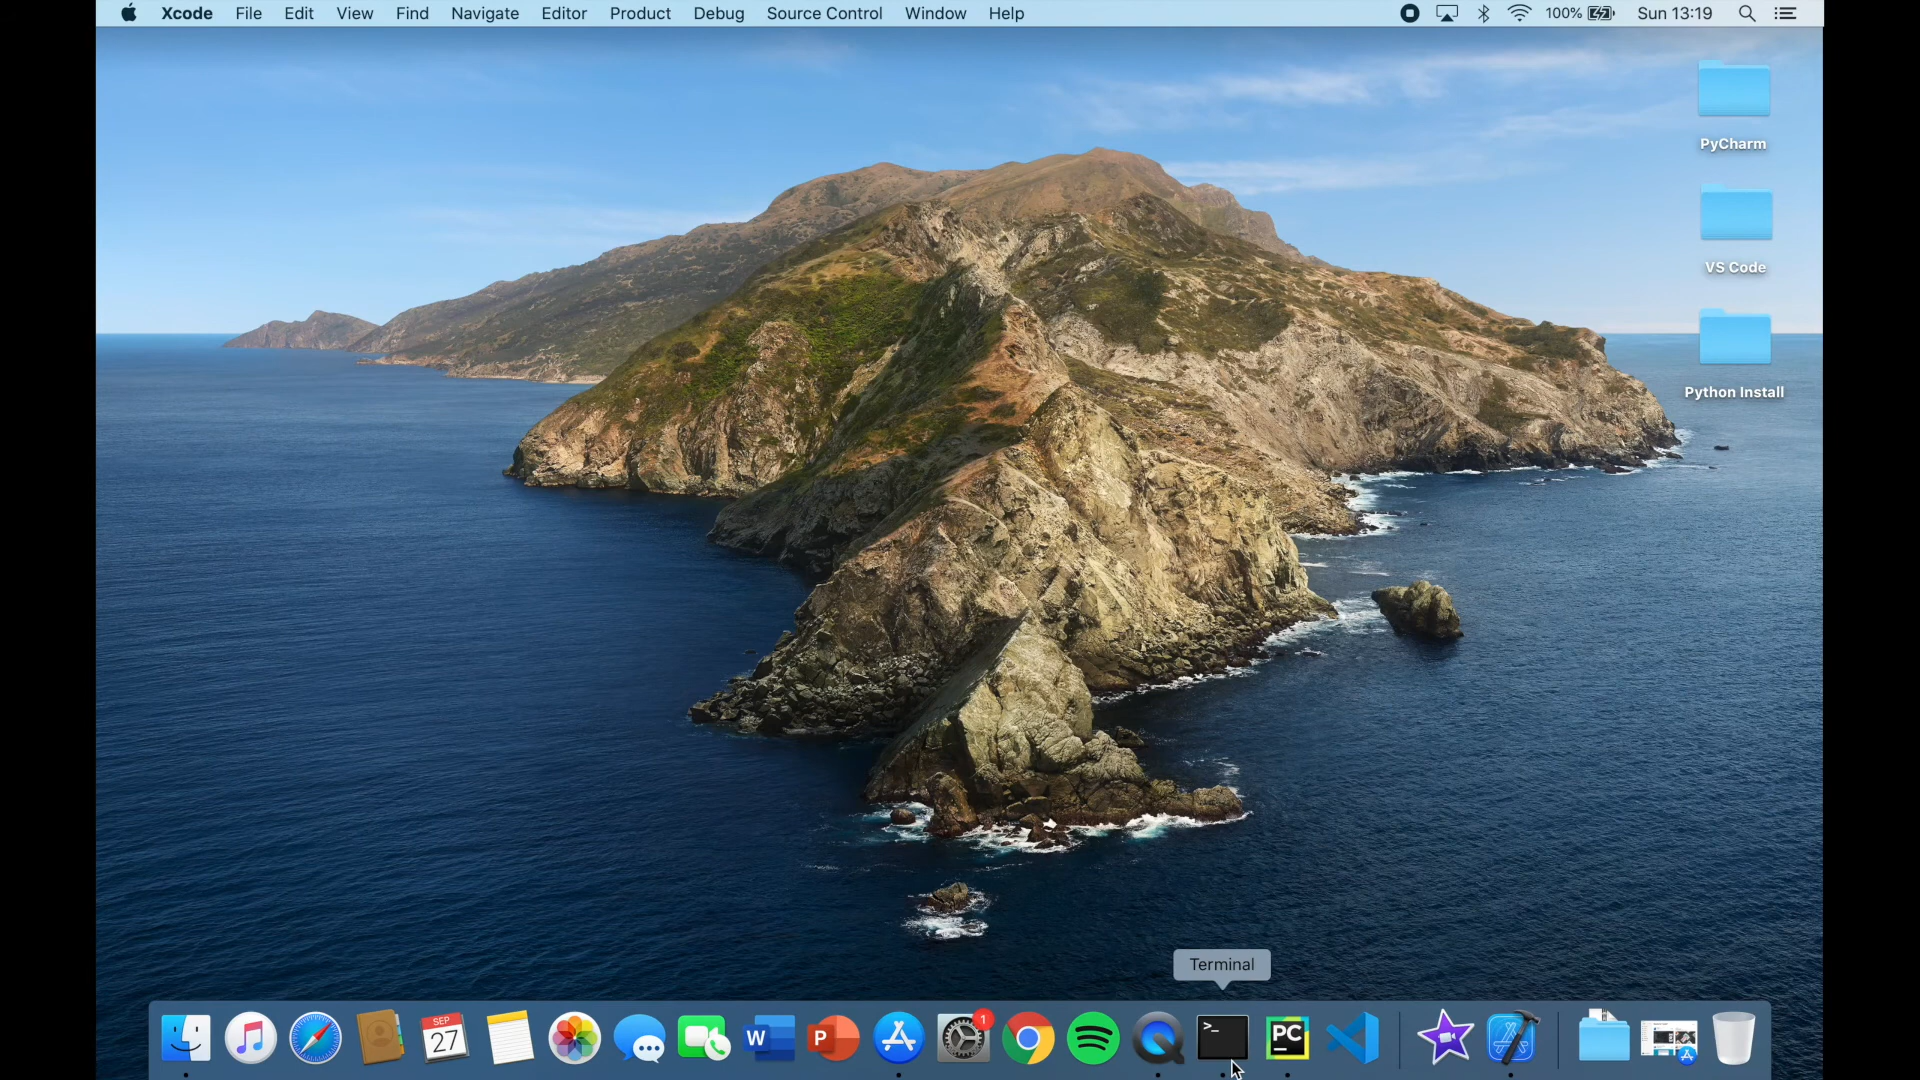 Xcode File Edit View Find Navigate Editor Product Debug Source Control Window Help 100% Sun 13:19
PyCharm
VS Code
Python Install
Terminal
SEP
27
W
P
1
>_
PC